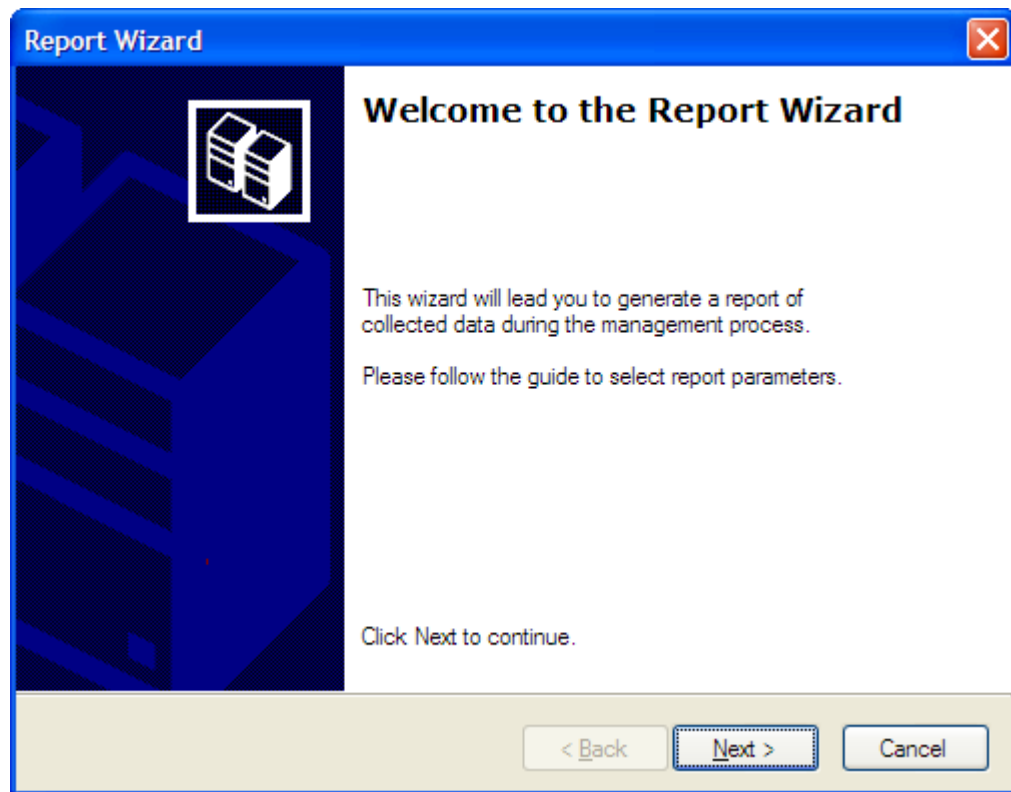 Report Wizard
Welcome to the Report Wizard
This wizard will lead you to generate a report of
collected data during the management process.
Please follow the guide to select report parameters.
Click Next to continue.
< Back
Next >
Cancel